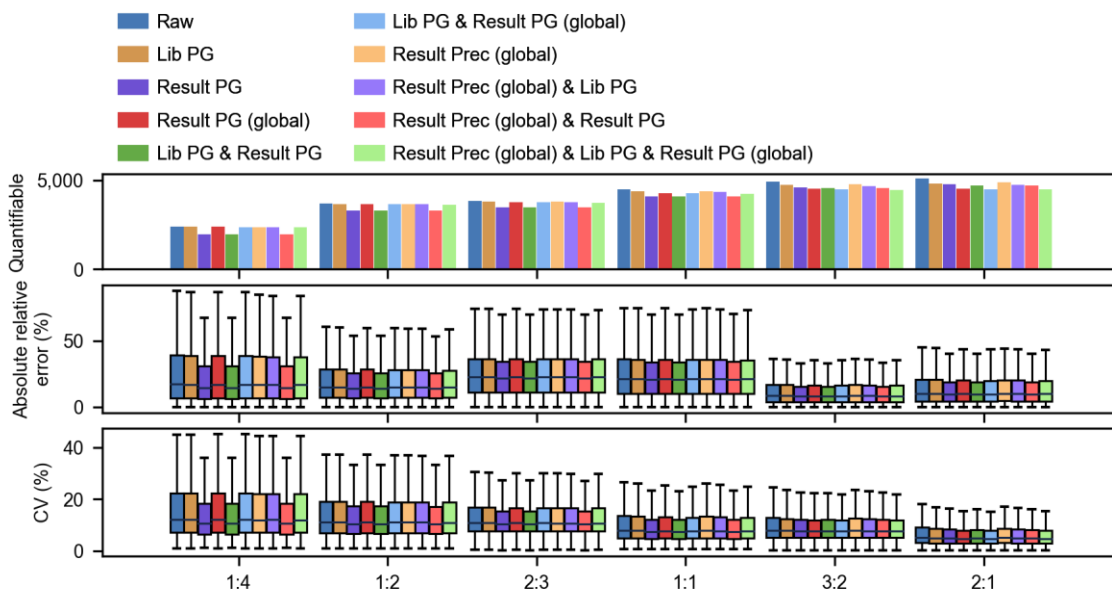 Raw
Lib PG
Result PG
Result PG (global)
Lib PG & Result PG
Lib PG & Result PG (global)
Result Prec (global)
Result Prec (global) & Lib PG
Result Prec (global) & Result PG
Result Prec (global) & Lib PG & Result PG (global)
Quantifiable
5,000
0
Absolute relative
error (%)
50
0
CV (%)
40
20
0
1:4
1:2
2:3
1:1
3:2
2:1